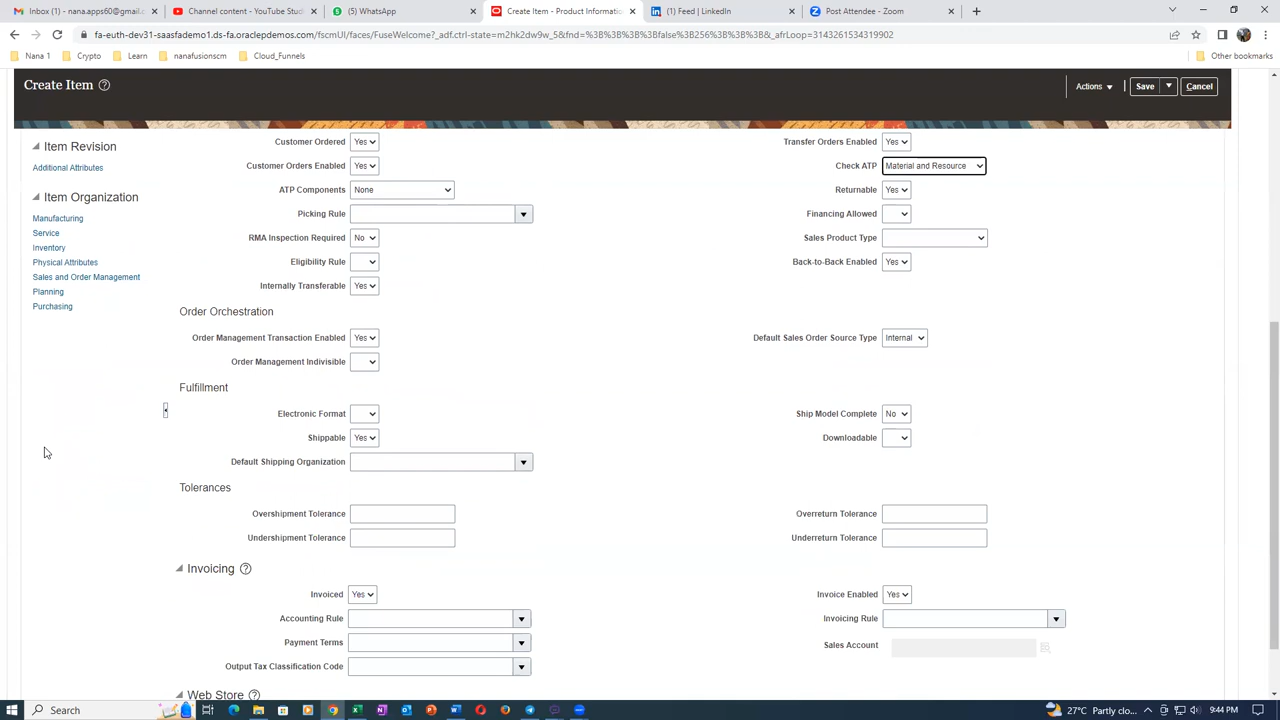 Inbox (1) - nana.apps60@gmail.com
YouTube
(5) WhatsApp
Create Item - Product Informatio
(1) Feed | LinkedIn
Post Attendee - Zoom
fa-euth-dev31-saasfademo1.ds-fa.oraclepdemos.com/fscmUI/faces/FuseWelcome?_adf.ctrl-state=m2hk2dw9w_5&fnd=%3B%3B%3B%3Bfalse%3B256%3B%3B%3B&_afrLoop=3143261534319902
Nana 1
Crypto
Learn
nanafusionscm
Cloud_Funnels
Other bookmarks
Create Item
Actions
Save
Cancel
Item Revision
Additional Attributes
Item Organization
Manufacturing
Service
Inventory
Physical Attributes
Sales and Order Management
Planning
Purchasing
Customer Ordered Yes
Transfer Orders Enabled Yes
Customer Orders Enabled Yes
Check ATP Material and Resource
ATP Components None
Returnable Yes
Picking Rule
Financing Allowed
RMA Inspection Required No
Sales Product Type
Eligibility Rule
Back-to-Back Enabled Yes
Internally Transferable Yes
Order Orchestration
Order Management Transaction Enabled Yes
Default Sales Order Source Type Internal
Order Management Indivisible
Fulfillment
Electronic Format
Ship Model Complete No
Shippable Yes
Downloadable
Default Shipping Organization
Tolerances
Overshipment Tolerance
Overreturn Tolerance
Undershipment Tolerance
Underreturn Tolerance
Invoicing
Invoiced Yes
Invoice Enabled Yes
Accounting Rule
Invoicing Rule
Payment Terms
Sales Account
Output Tax Classification Code
Web Store
Search
27°C Partly cloudy
9:44 PM